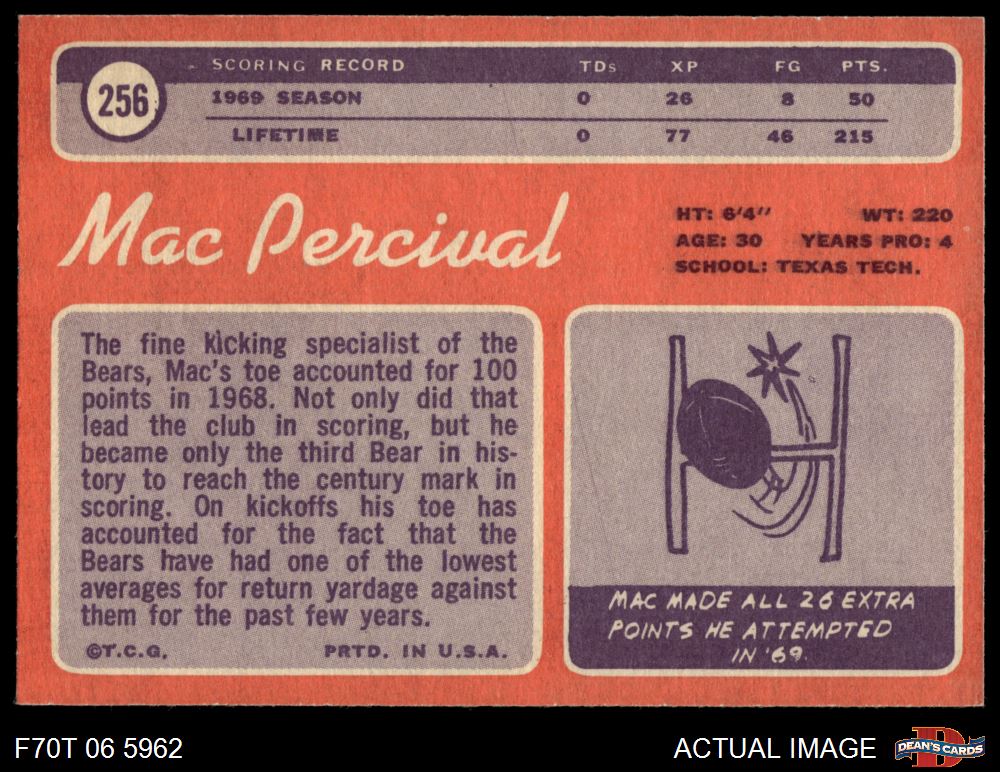 256
SCORING RECORD TDs XP FG PTS.
1969 SEASON 0 26 8 50
LIFETIME 0 77 46 215
Mac Percival
HT: 6'4" WT: 220
AGE: 30 YEARS PRO: 4
SCHOOL: TEXAS TECH.
The fine kicking specialist of the
Bears, Mac's toe accounted for 100
points in 1968. Not only did that
lead the club in scoring, but he
became only the third Bear in his-
tory to reach the century mark in
scoring. On kickoffs his toe has
accounted for the fact that the
Bears have had one of the lowest
averages for return yardage against
them for the past few years.
©T.C.G. PRTD. IN U.S.A.
MAC MADE ALL 26 EXTRA
POINTS HE ATTEMPTED
IN '69.
F70T 06 5962
ACTUAL IMAGE
D
DEAN'S CARDS